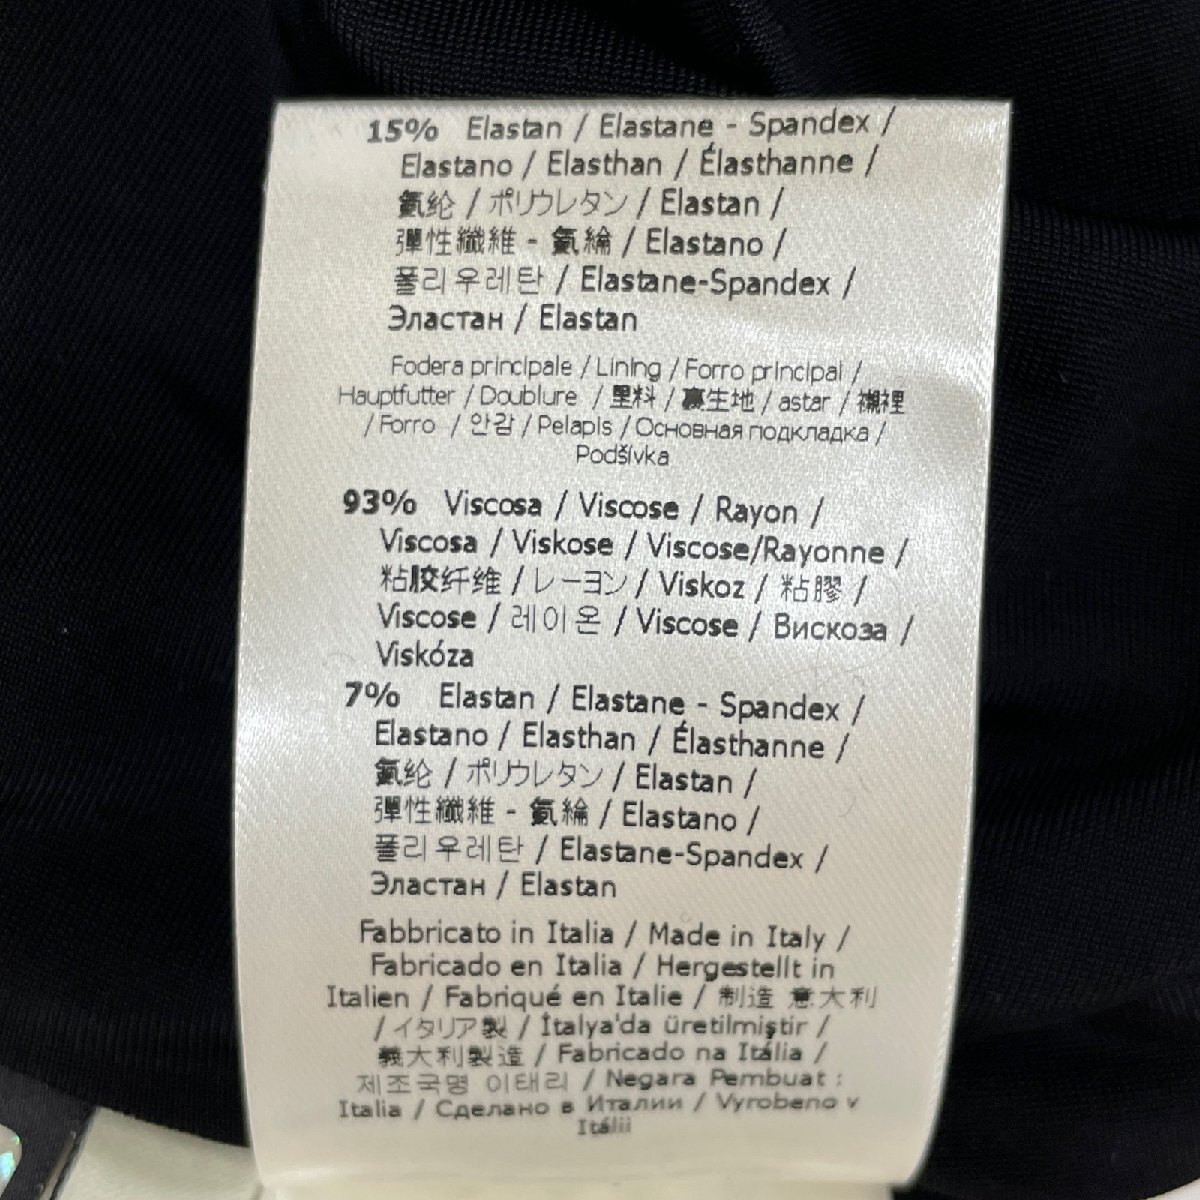 15% Elastan / Elastane - Spandex /
Elastano / Elasthan / Élasthanne /
氨纶 / ポリウレタン / Elastan /
彈性纖維 - 氨綸 / Elastano /
폴리우레탄 / Elastane-Spandex /
Эластан / Elastan
Fodera principale / Lining / Forro principal /
Hauptfutter / Doublure / 里料 / 裏生地 / astar / 襯裡
/ Forro / 안감 / Pelapis / Основная подкладка /
Podšívka
93% Viscosa / Viscose / Rayon /
Viscosa / Viskose / Viscose/Rayonne /
粘胶纤维 / レーヨン / Viskoz / 粘膠 /
Viscose / 레이온 / Viscose / Вискоза /
Viskóza
7% Elastan / Elastane - Spandex /
Elastano / Elasthan / Élasthanne /
氨纶 / ポリウレタン / Elastan /
彈性纖維 - 氨綸 / Elastano /
폴리우레탄 / Elastane-Spandex /
Эластан / Elastan
Fabbricato in Italia / Made in Italy /
Fabricado en Italia / Hergestellt in
Italien / Fabriqué en Italie / 制造 意大利
/ イタリア製 / İtalya'da üretilmiştir /
義大利製造 / Fabricado na Itália /
제조국명 이태리 / Negara Pembuat :
Italia / Сделано в Италии / Vyrobeno v
Itálii